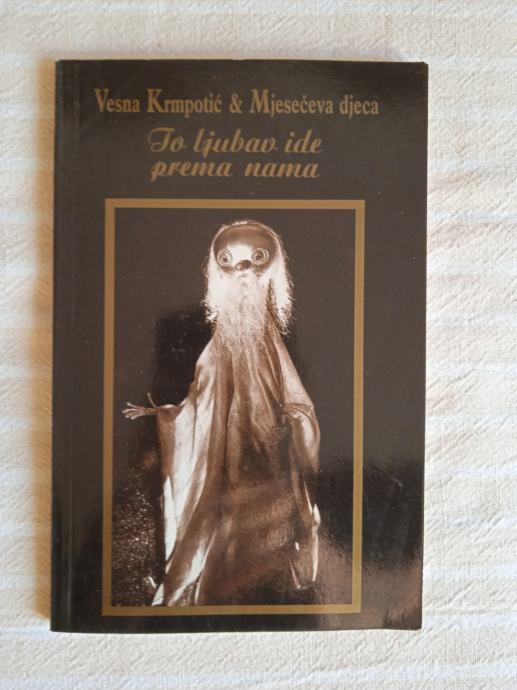 Vesna Krmpotić & Mjesečeva djeca
To ljubav ide
prema nama